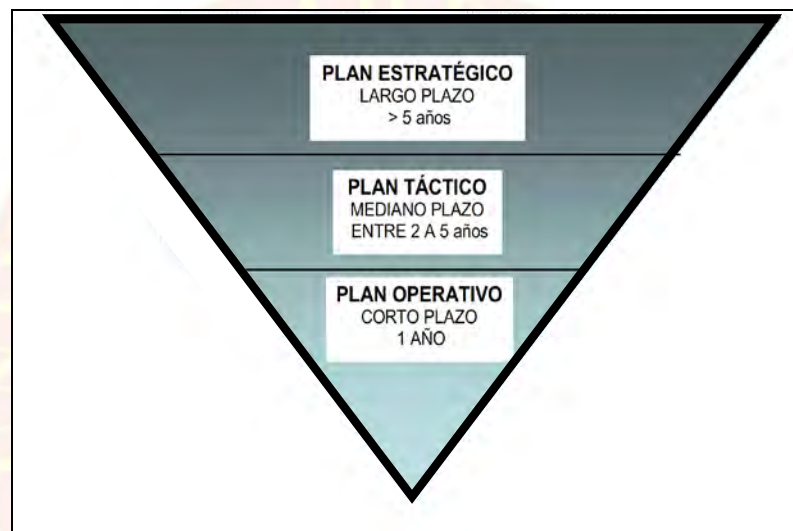 PLAN ESTRATÉGICO
LARGO PLAZO
> 5 años
PLAN TÁCTICO
MEDIANO PLAZO
ENTRE 2 A 5 años
PLAN OPERATIVO
CORTO PLAZO
1 AÑO